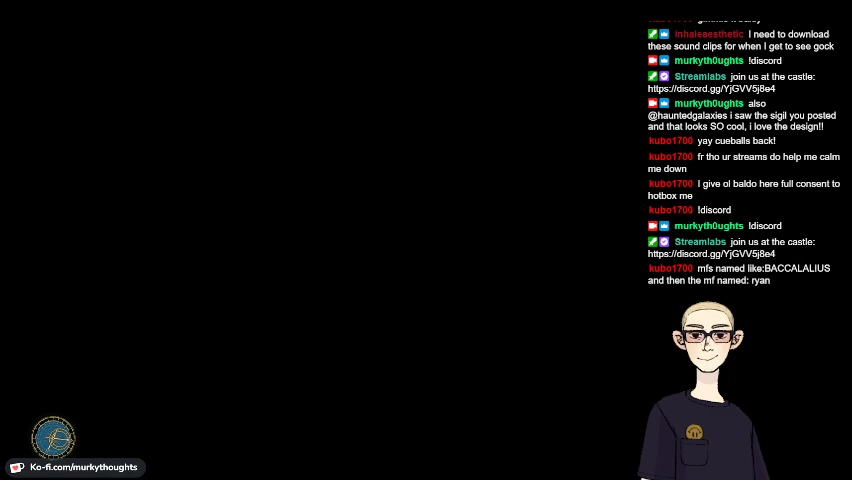 inhaleaesthetic I need to download
these sound clips for when I get to see gock
murkyth0ughts !discord
Streamlabs join us at the castle:
https://discord.gg/YjGVV5j8e4
murkyth0ughts also
@hauntedgalaxies i saw the sigil you posted
and that looks SO cool, i love the design!!
kubo1700 yay cueballs back!
kubo1700 fr tho ur streams do help me calm
me down
kubo1700 I give ol baldo here full consent to
hotbox me
kubo1700 !discord
murkyth0ughts !discord
Streamlabs join us at the castle:
https://discord.gg/YjGVV5j8e4
kubo1700 mfs named like:BACCALALIUS
and then the mf named: ryan
Ko-fi.com/murkythoughts